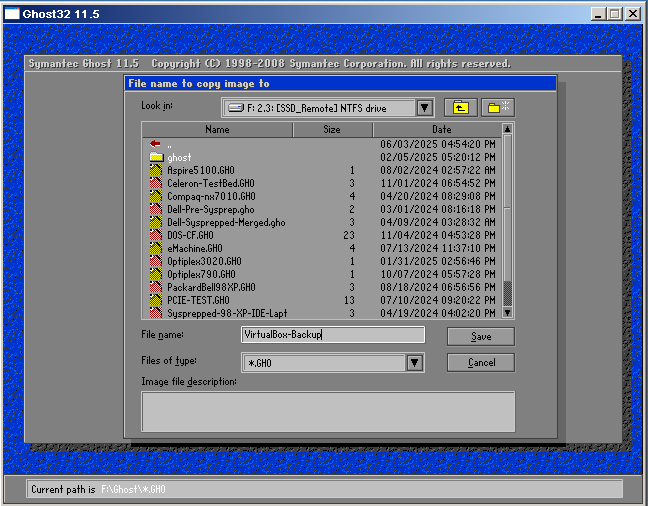 Ghost32 11.5
Symantec Ghost 11.5 Copyright (C) 1998-2008 Symantec Corporation. All rights reserved.
File name to copy image to
Look in: F: 2.3: [SSD_Remote] NTFS drive
Name Size Date
.. 06/03/2025 04:54:20 PM
ghost 02/05/2025 05:20:12 PM
Aspire5100.GHO 1 08/02/2024 02:57:22 AM
Celeron-TestBed.GHO 3 11/01/2024 06:54:52 PM
Compaq-nx7010.GHO 4 04/20/2024 08:29:08 PM
Dell-Pre-Sysprep.gho 2 03/01/2024 08:16:18 PM
Dell-Sysprepped-Merged.gho 3 04/09/2024 03:28:32 AM
DOS-CF.GHO 23 11/04/2024 04:53:28 PM
eMachine.GHO 4 07/13/2024 11:37:10 PM
Optiplex3020.GHO 1 01/31/2025 02:56:46 PM
Optiplex790.GHO 1 10/07/2024 05:57:28 PM
PackardBell98XP.GHO 3 08/18/2024 06:56:56 PM
PCIE-TEST.GHO 13 07/10/2024 09:20:22 PM
Sysprepped-98-XP-IDE-Lapt 3 04/19/2024 04:02:20 PM
File name: VirtualBox-Backup Save
Files of type: *.GHO Cancel
Image file description:
Current path is F:\Ghost\*.GHO